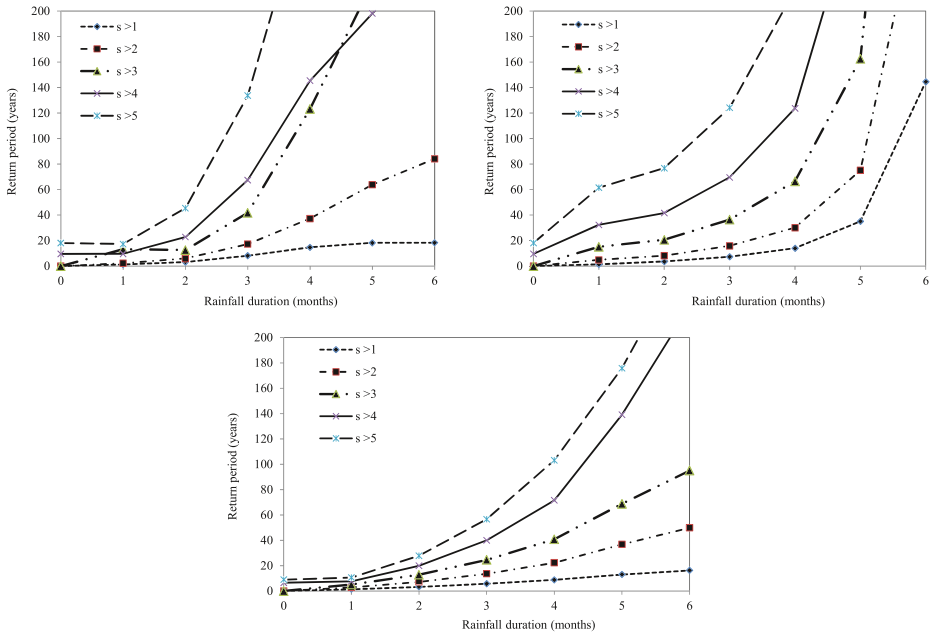 200
180
160
140
120
100
80
60
40
20
0
Return period (years)
s >1
s >2
s >3
s >4
s >5
0 1 2 3 4 5 6
Rainfall duration (months)
200
180
160
140
120
100
80
60
40
20
0
Return period (years)
s >1
s >2
s >3
s >4
s >5
0 1 2 3 4 5 6
Rainfall duration (months)
200
180
160
140
120
100
80
60
40
20
0
Return period (years)
s >1
s >2
s >3
s >4
s >5
0 1 2 3 4 5 6
Rainfall duration (months)